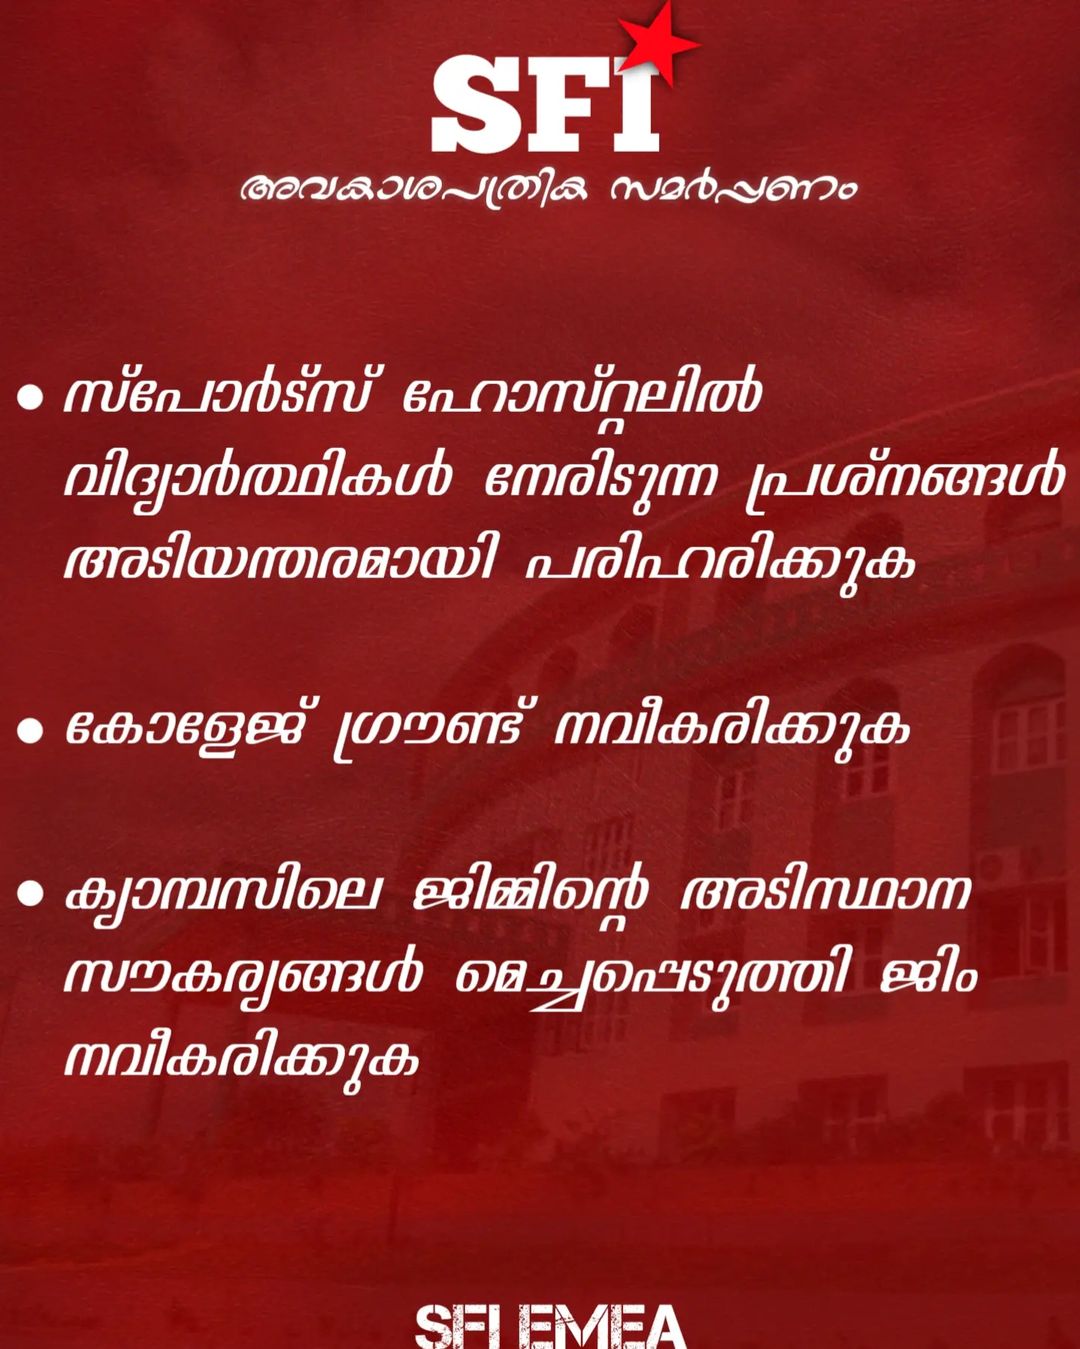 SFI
അവകാശപത്രിക സമർപ്പണം
• സ്പോർട്സ് ഹോസ്റ്റലിൽ
വിദ്യാർത്ഥികൾ നേരിടുന്ന പ്രശ്നങ്ങൾ
അടിയന്തരമായി പരിഹരിക്കുക
• കോളേജ് ഗ്രൗണ്ട് നവീകരിക്കുക
• ക്യാമ്പസിലെ ജിമ്മിന്റെ അടിസ്ഥാന
സൗകര്യങ്ങൾ മെച്ചപ്പെടുത്തി ജിം
നവീകരിക്കുക
SFI EMEA